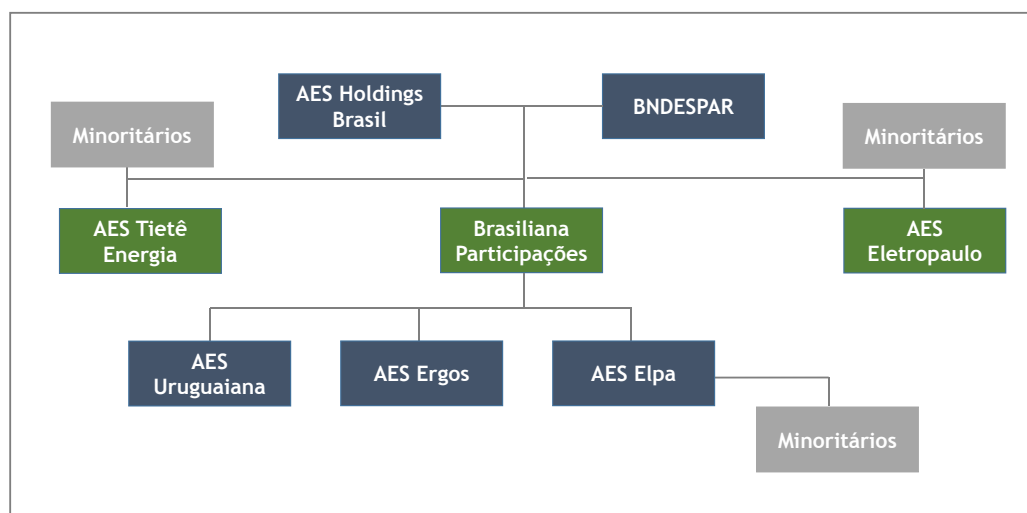 AES Holdings
Brasil
BNDESPAR
Minoritários
Minoritários
AES Tietê
Energia
Brasiliana
Participações
AES
Eletropaulo
AES
Uruguaiana
AES Ergos
AES Elpa
Minoritários